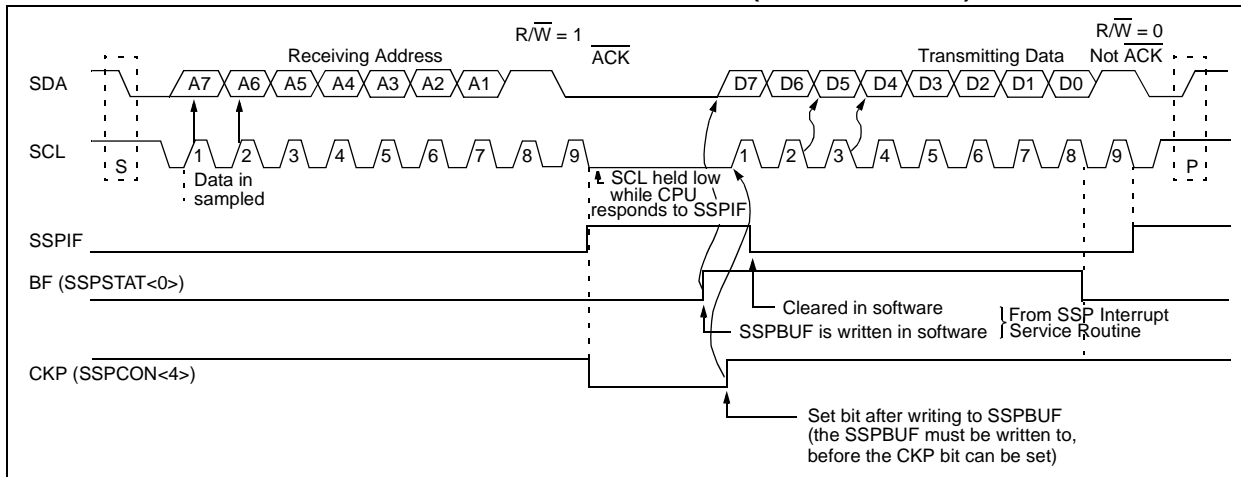 R/W = 1
R/W = 0
Receiving Address
ACK
Transmitting Data
Not ACK
SDA
A7 A6 A5 A4 A3 A2 A1
D7 D6 D5 D4 D3 D2 D1 D0
SCL
S
1 2 3 4 5 6 7 8 9
1 2 3 4 5 6 7 8 9
P
Data in
sampled
SCL held low
while CPU
responds to SSPIF
SSPIF
BF (SSPSTAT<0>)
Cleared in software
SSPBUF is written in software
From SSP Interrupt
Service Routine
CKP (SSPCON<4>)
Set bit after writing to SSPBUF
(the SSPBUF must be written to,
before the CKP bit can be set)